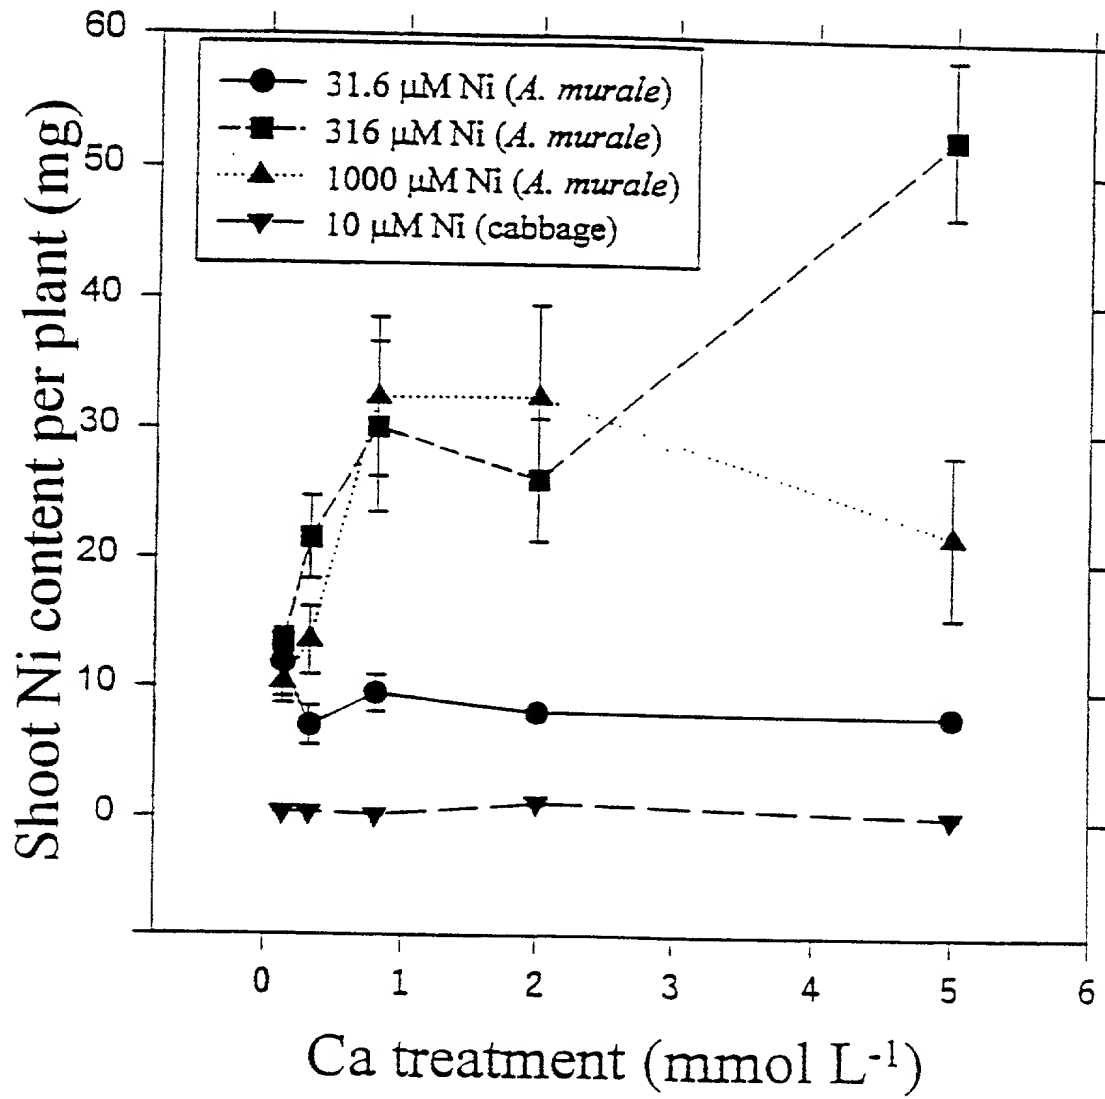 60
50
40
30
20
10
0
Shoot Ni content per plant (mg)
31.6 μM Ni (A. murale)
316 μM Ni (A. murale)
1000 μM Ni (A. murale)
10 μM Ni (cabbage)
0 1 2 3 4 5 6
Ca treatment (mmol L⁻¹)